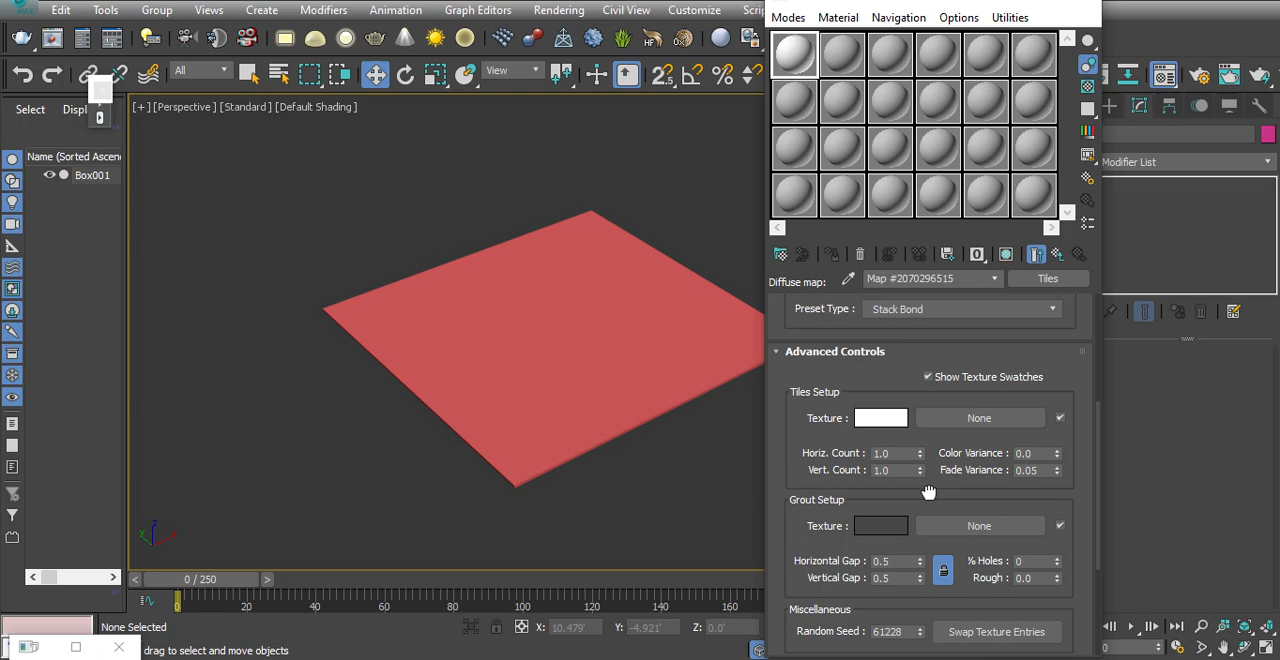 Edit Tools Group Views Create Modifiers Animation Graph Editors Rendering Civil View Customize
Modes Material Navigation Options Utilities
All View
Select
[+] [Perspective ] [Standard ] [Default Shading ]
Name (Sorted Ascen
Box001
Modifier List
Diffuse map: Map #2070296515 Tiles
Preset Type : Stack Bond
Advanced Controls
Show Texture Swatches
Tiles Setup
Texture : None
Horiz. Count : 1.0 Color Variance : 0.0
Vert. Count : 1.0 Fade Variance : 0.05
Grout Setup
Texture : None
Horizontal Gap : 0.5 % Holes : 0
Vertical Gap : 0.5 Rough : 0.0
Miscellaneous
Random Seed : 61228 Swap Texture Entries
0 / 250
0 20 40 60 80 100 120 140 160
None Selected X: 10.479' Y: -4.921' Z: 0.0'
drag to select and move objects
0